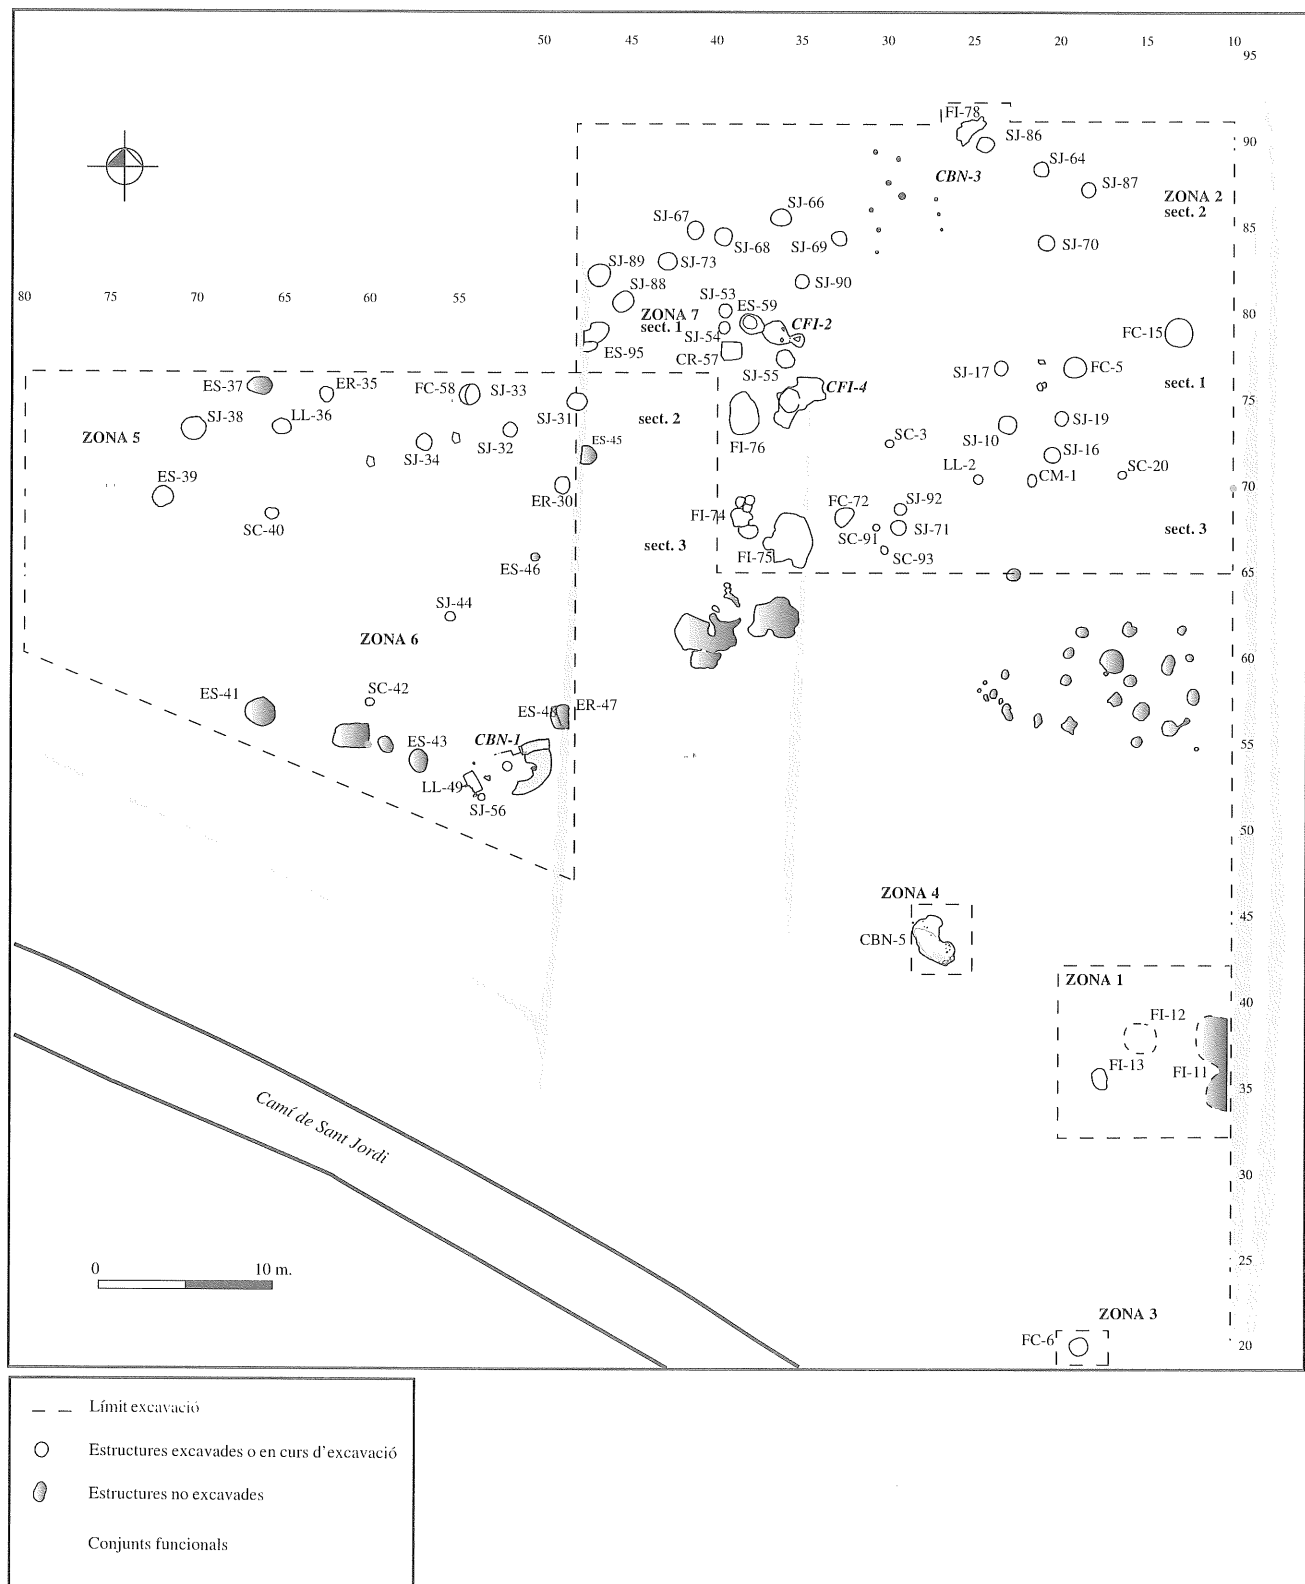 50 45 40 35 30 25 20 15 10
95
FI-78
SJ-86
90
SJ-64
CBN-3
SJ-87
ZONA 2
sect. 2
SJ-66
SJ-67
85
SJ-68
SJ-69
SJ-70
SJ-89
SJ-73
SJ-88
SJ-90
80 75 70 65 60 55
SJ-53
ES-59
ZONA 7
sect. 1
80
SJ-54
CFI-2
FC-15
ES-95
CR-57
SJ-55
SJ-17
FC-5
sect. 1
ES-37
ER-35
FC-58
SJ-33
CFI-4
SJ-38
LL-36
SJ-31
sect. 2
75
ZONA 5
SJ-34
SJ-32
ES-45
FI-76
SC-3
SJ-10
SJ-19
SJ-16
ES-39
LL-2
CM-1
SC-20
70
ER-30
SC-40
FI-74
FC-72
SJ-92
SJ-71
sect. 3
sect. 3
FI-75
SC-91
SC-93
ES-46
65
SJ-44
ZONA 6
60
ES-41
SC-42
ES-48
ER-47
ES-43
CBN-1
55
LL-49
SJ-56
50
ZONA 4
45
CBN-5
ZONA 1
40
FI-12
FI-13
FI-11
35
Camí de Sant Jordi
30
25
0 10 m.
ZONA 3
FC-6
20
Límit excavació
Estructures excavades o en curs d'excavació
Estructures no excavades
Conjunts funcionals